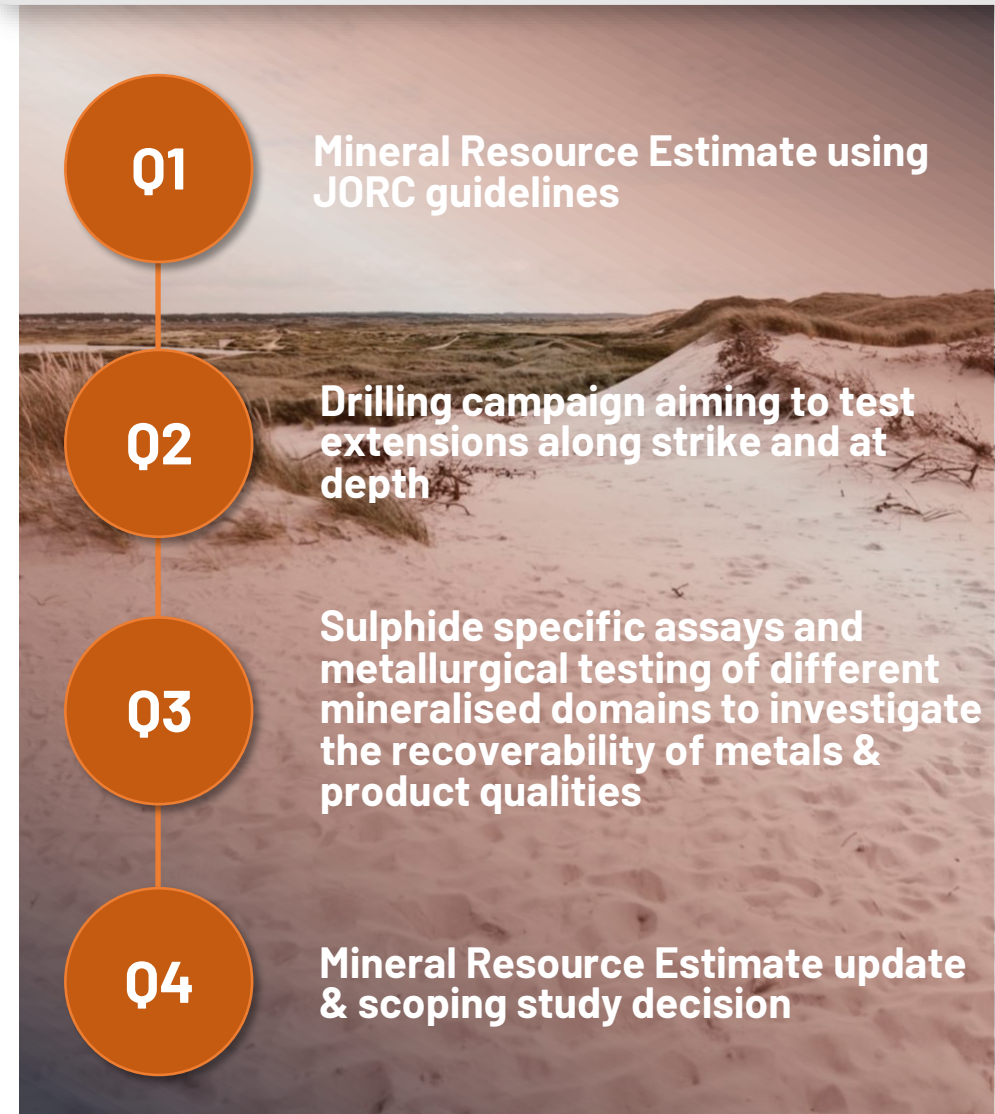 Q1
Mineral Resource Estimate using
JORC guidelines
Q2
Drilling campaign aiming to test
extensions along strike and at
depth
Q3
Sulphide specific assays and
metallurgical testing of different
mineralised domains to investigate
the recoverability of metals &
product qualities
Q4
Mineral Resource Estimate update
& scoping study decision